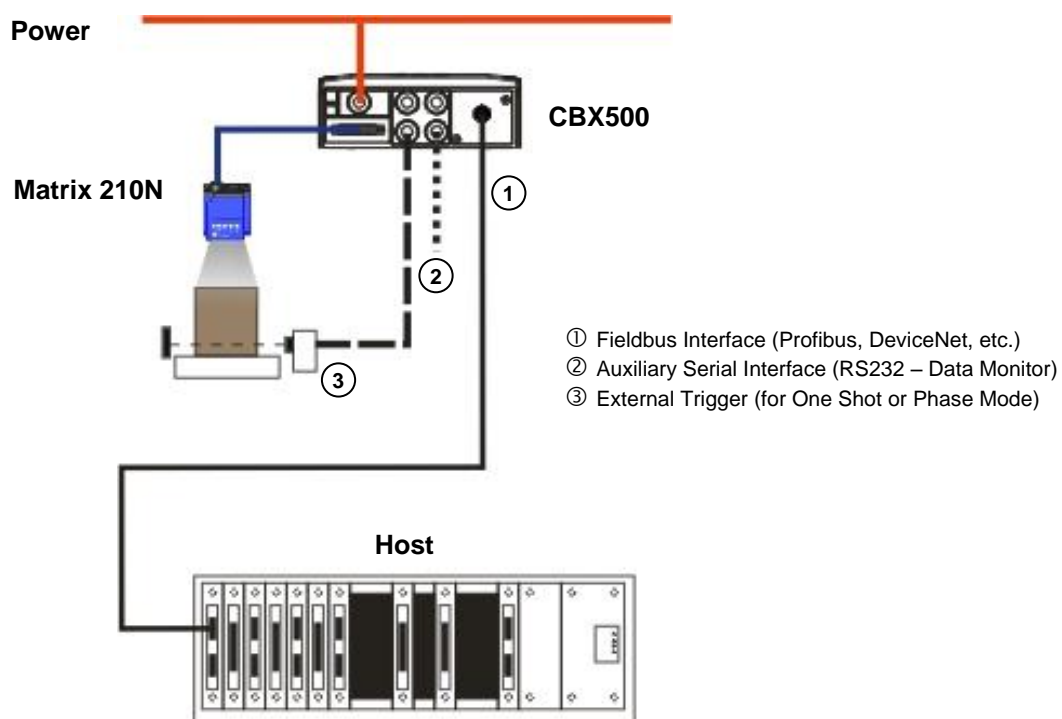 Power
CBX500
Matrix 210N
1
2
3
① Fieldbus Interface (Profibus, DeviceNet, etc.)
② Auxiliary Serial Interface (RS232 – Data Monitor)
③ External Trigger (for One Shot or Phase Mode)
Host